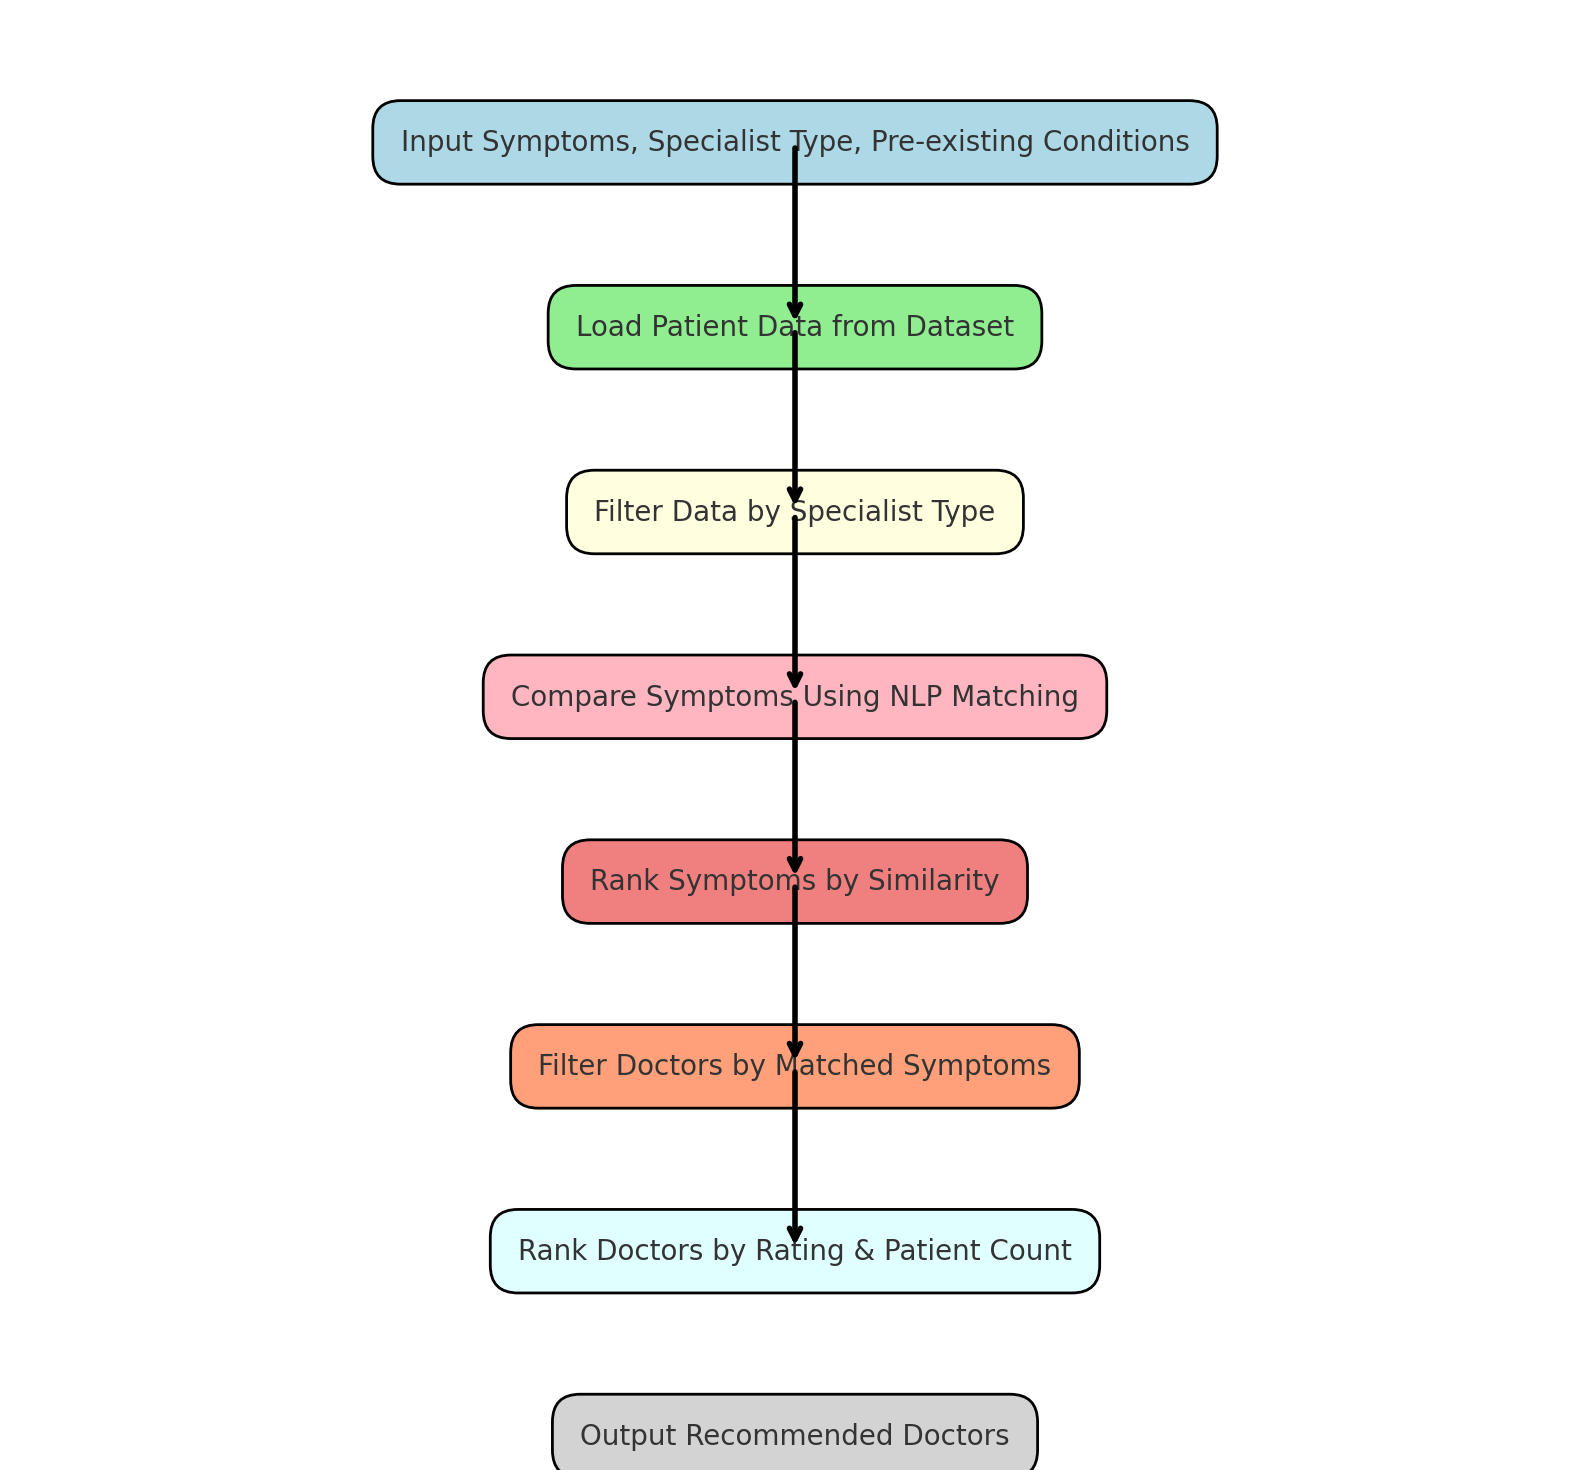 Input Symptoms, Specialist Type, Pre-existing Conditions
Load Patient Data from Dataset
Filter Data by Specialist Type
Compare Symptoms Using NLP Matching
Rank Symptoms by Similarity
Filter Doctors by Matched Symptoms
Rank Doctors by Rating & Patient Count
Output Recommended Doctors